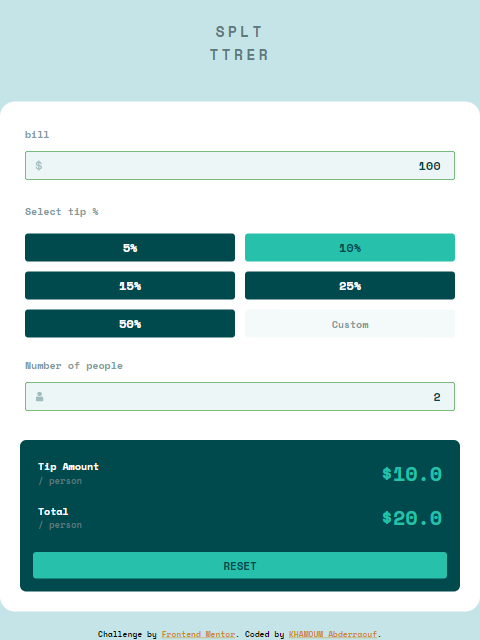 SPLT
TTRER
bill
$ 100
Select tip %
5% 10%
15% 25%
50% Custom
Number of people
2
Tip Amount
/ person
$10.0
Total
/ person
$20.0
RESET
Challenge by Frontend Mentor. Coded by KHAMOUM Abderraouf.